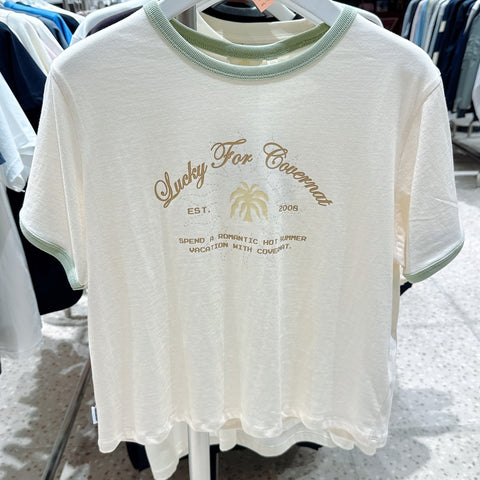 Lucky For Covernat
EST. 2008
SPEND A ROMANTIC HOT SUMMER
VACATION WITH COVERNAT.